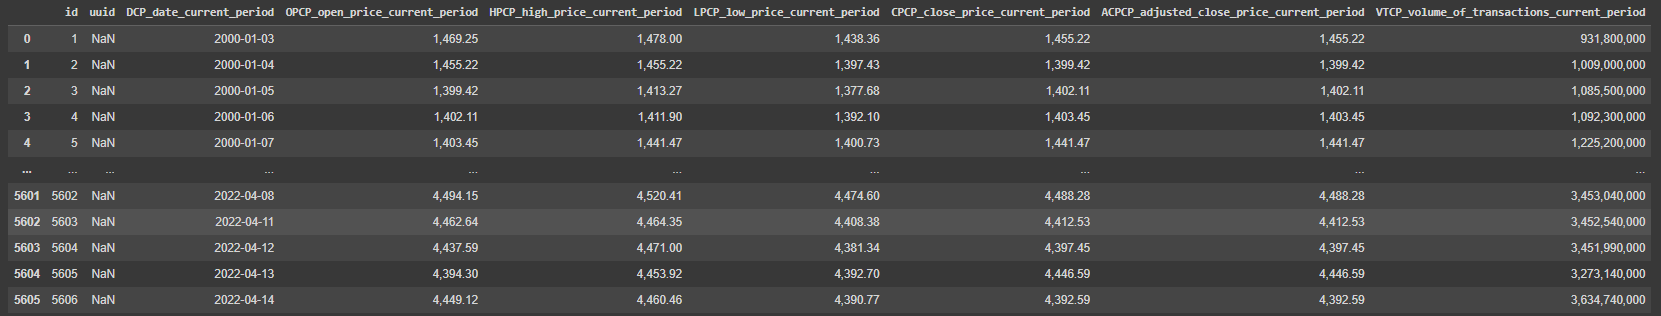 id uuid DCP_date_current_period OPCP_open_price_current_period HPCP_high_price_current_period LPCP_low_price_current_period CPCP_close_price_current_period ACPCP_adjusted_close_price_current_period VTCP_volume_of_transactions_current_period
0 1 NaN 2000-01-03 1,469.25 1,478.00 1,438.36 1,455.22 1,455.22 931,800,000
1 2 NaN 2000-01-04 1,455.22 1,455.22 1,397.43 1,399.42 1,399.42 1,009,000,000
2 3 NaN 2000-01-05 1,399.42 1,413.27 1,377.68 1,402.11 1,402.11 1,085,500,000
3 4 NaN 2000-01-06 1,402.11 1,411.90 1,392.10 1,403.45 1,403.45 1,092,300,000
4 5 NaN 2000-01-07 1,403.45 1,441.47 1,400.73 1,441.47 1,441.47 1,225,200,000
... ... ... ... ... ... ... ... ... ...
5601 5602 NaN 2022-04-08 4,494.15 4,520.41 4,474.60 4,488.28 4,488.28 3,453,040,000
5602 5603 NaN 2022-04-11 4,462.64 4,464.35 4,408.38 4,412.53 4,412.53 3,452,540,000
5603 5604 NaN 2022-04-12 4,437.59 4,471.00 4,381.34 4,397.45 4,397.45 3,451,990,000
5604 5605 NaN 2022-04-13 4,394.30 4,453.92 4,392.70 4,446.59 4,446.59 3,273,140,000
5605 5606 NaN 2022-04-14 4,449.12 4,460.46 4,390.77 4,392.59 4,392.59 3,634,740,000